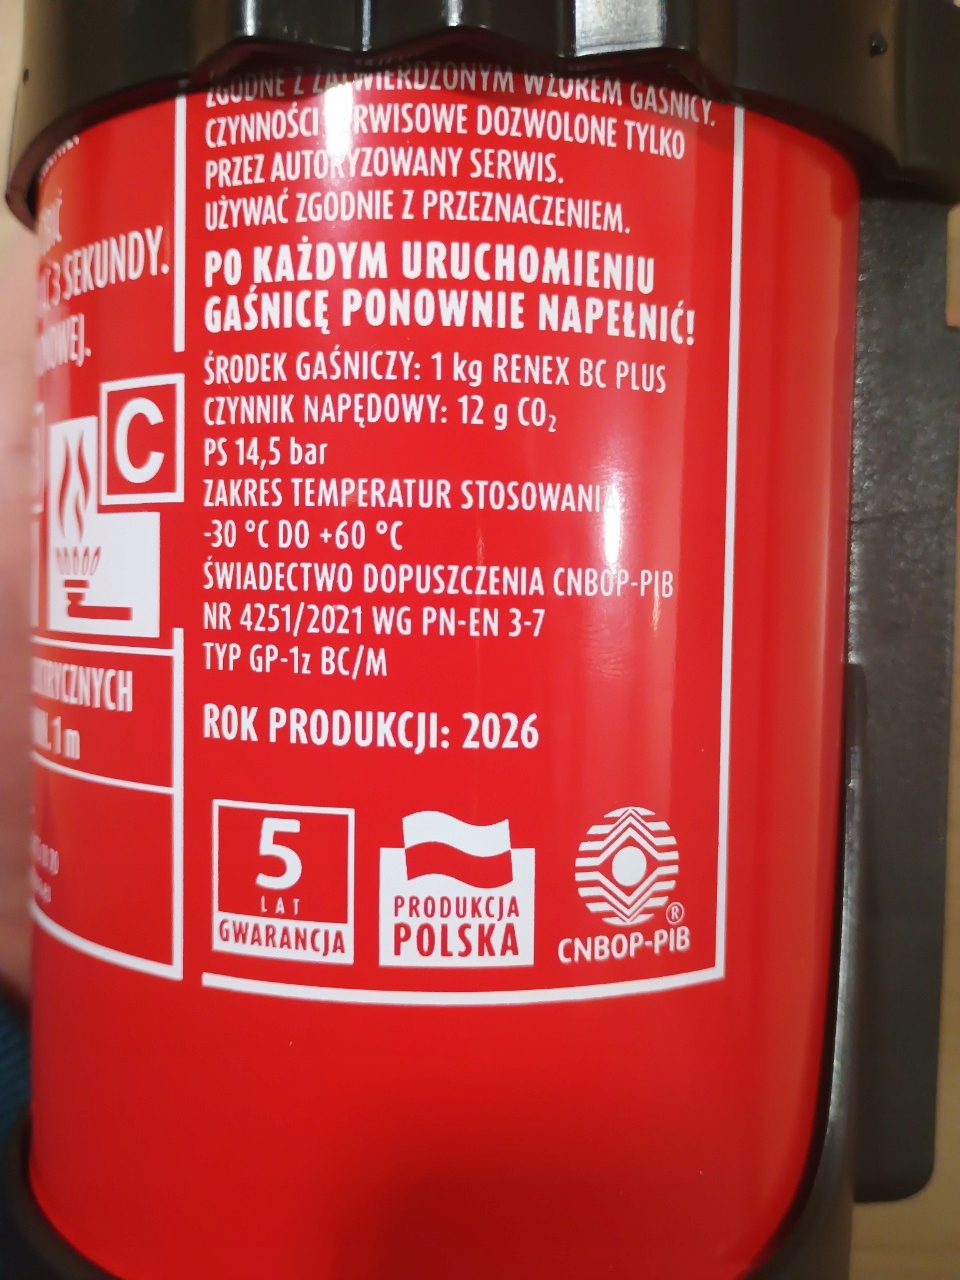 3 SEKUNDY.
C
1 m
ZGODNE Z ZATWIERDZONYM WZOREM GAŚNICY.
CZYNNOŚCI SERWISOWE DOZWOLONE TYLKO
PRZEZ AUTORYZOWANY SERWIS.
UŻYWAĆ ZGODNIE Z PRZEZNACZENIEM.
PO KAŻDYM URUCHOMIENIU
GAŚNICĘ PONOWNIE NAPEŁNIĆ!
ŚRODEK GAŚNICZY: 1 kg RENEX BC PLUS
CZYNNIK NAPĘDOWY: 12 g CO₂
PS 14,5 bar
ZAKRES TEMPERATUR STOSOWANIA
-30 °C DO +60 °C
ŚWIADECTWO DOPUSZCZENIA CNBOP-PIB
NR 4251/2021 WG PN-EN 3-7
TYP GP-1z BC/M
ROK PRODUKCJI: 2026
5
LAT
GWARANCJA
PRODUKCJA
POLSKA
®
CNBOP-PIB